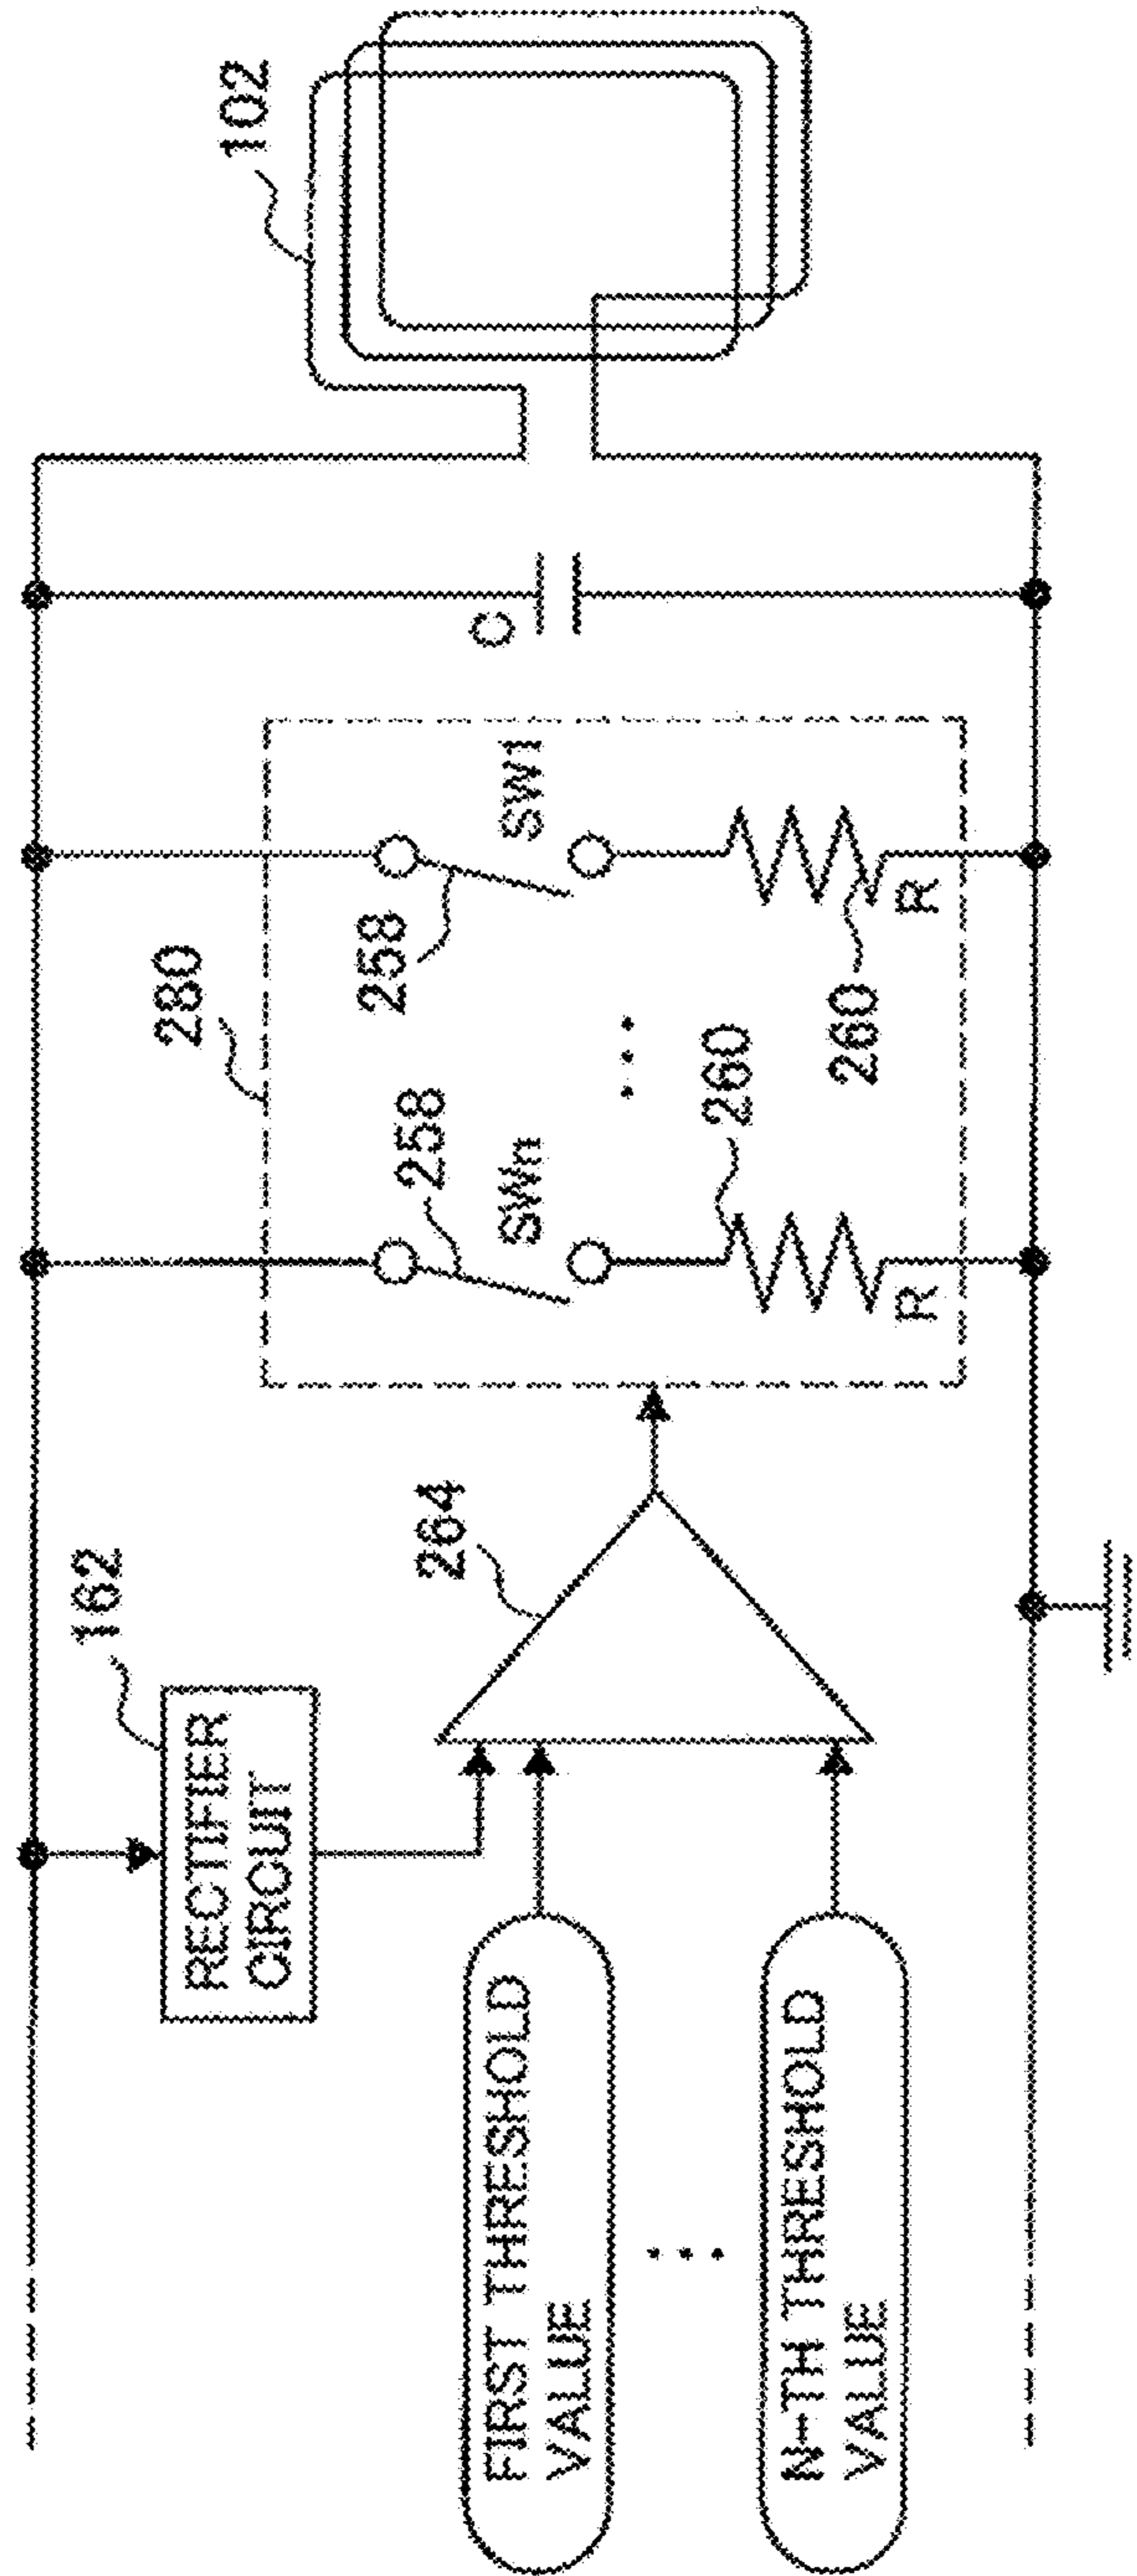 102
C
280
258
SW1
258
SWn
260
R
260
R
264
162
RECTIFIER
CIRCUIT
FIRST THRESHOLD
VALUE
N-TH THRESHOLD
VALUE